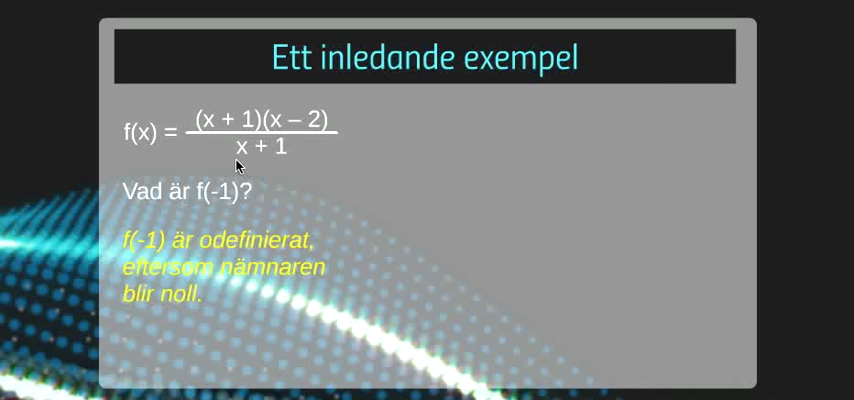 Ett inledande exempel
(x + 1)(x – 2)
f(x) =
x + 1
Vad är f(-1)?
f(-1) är odefinierat,
eftersom nämnaren
blir noll.